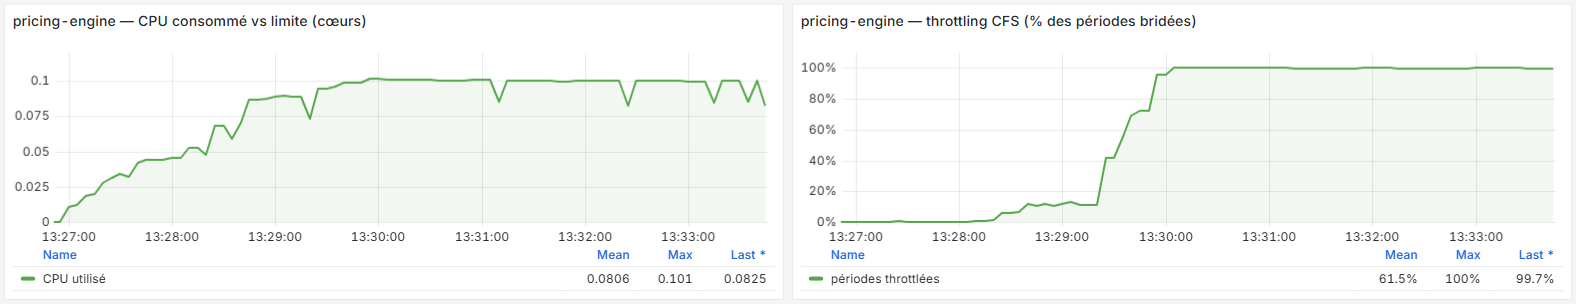 pricing-engine — CPU consommé vs limite (cœurs)
0.1
0.075
0.05
0.025
0
13:27:00 13:28:00 13:29:00 13:30:00 13:31:00 13:32:00 13:33:00
Name Mean Max Last *
CPU utilisé 0.0806 0.101 0.0825
pricing-engine — throttling CFS (% des périodes bridées)
100%
80%
60%
40%
20%
0%
13:27:00 13:28:00 13:29:00 13:30:00 13:31:00 13:32:00 13:33:00
Name Mean Max Last *
périodes throttlées 61.5% 100% 99.7%